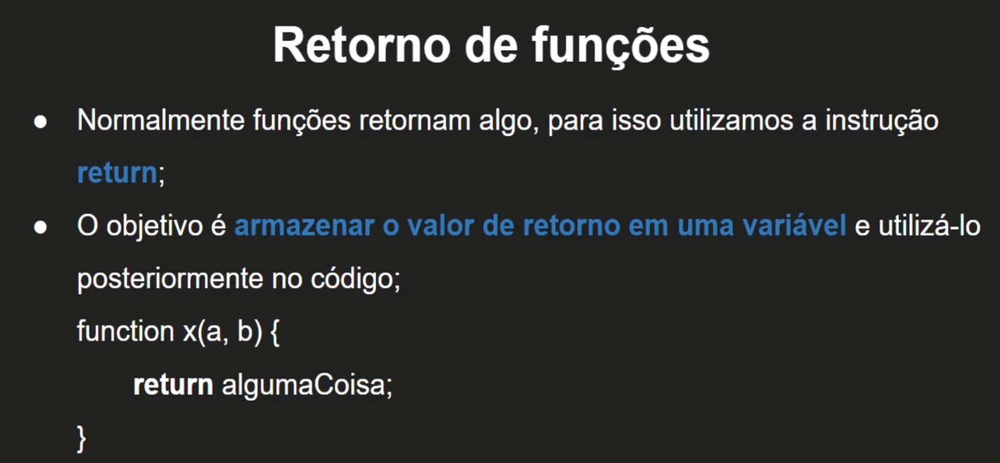 Retorno de funções
● Normalmente funções retornam algo, para isso utilizamos a instrução
return;
● O objetivo é armazenar o valor de retorno em uma variável e utilizá-lo
posteriormente no código;
function x(a, b) {
return algumaCoisa;
}